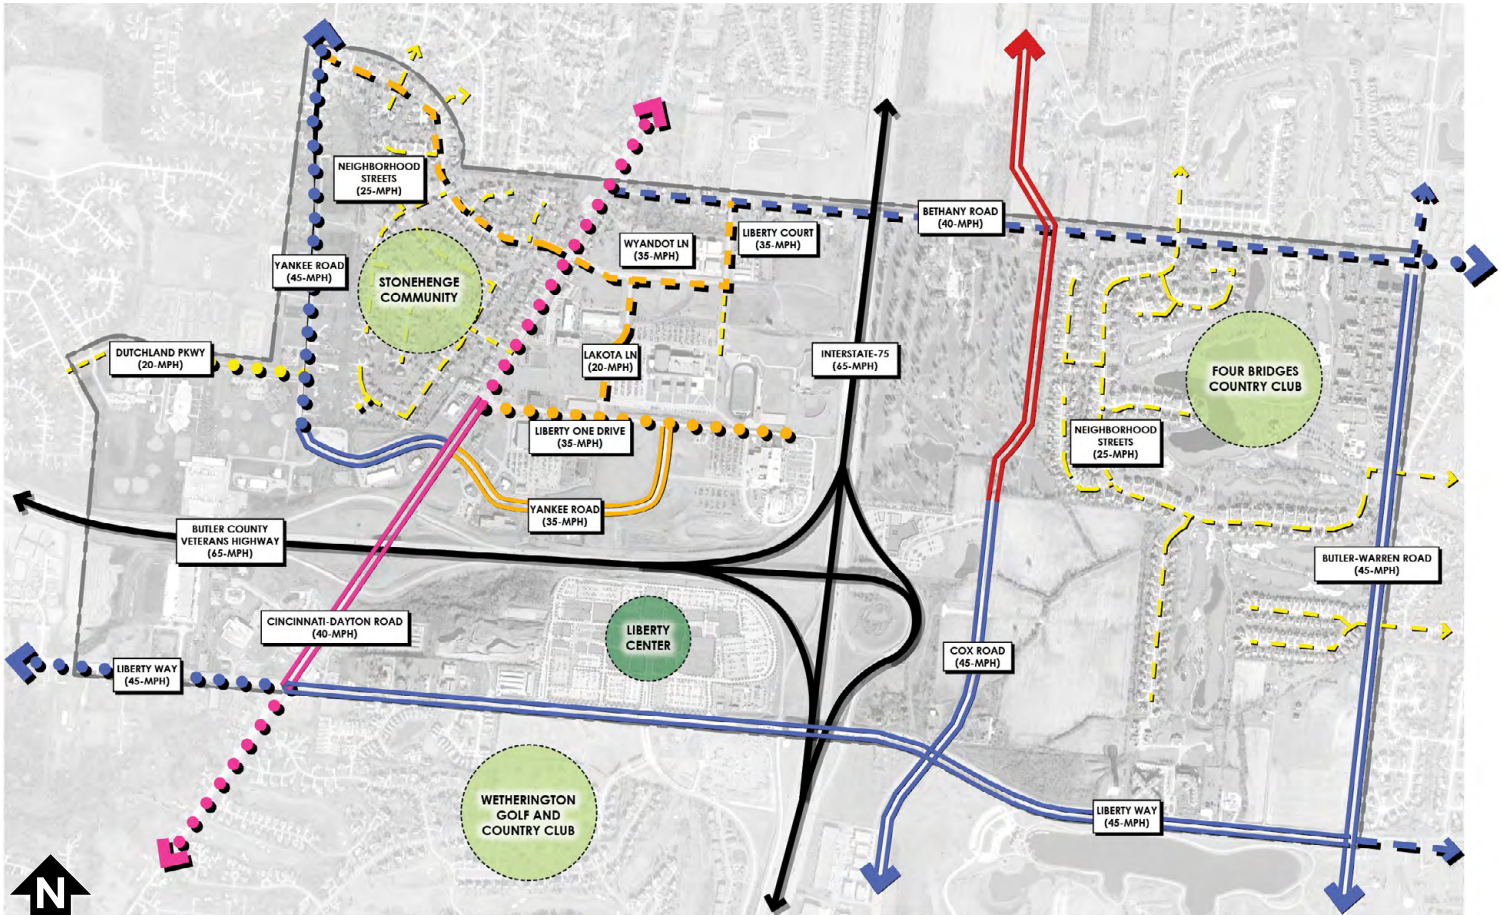 NEIGHBORHOOD
STREETS
(25-MPH)
BETHANY ROAD
(40-MPH)
LIBERTY COURT
(35-MPH)
WYANDOT LN
(35-MPH)
YANKEE ROAD
(45-MPH)
STONEHENGE
COMMUNITY
DUTCHLAND PKWY
(20-MPH)
LAKOTA LN
(20-MPH)
INTERSTATE-75
(65-MPH)
FOUR BRIDGES
COUNTRY CLUB
LIBERTY ONE DRIVE
(35-MPH)
NEIGHBORHOOD
STREETS
(25-MPH)
YANKEE ROAD
(35-MPH)
BUTLER COUNTY
VETERANS HIGHWAY
(65-MPH)
BUTLER-WARREN ROAD
(45-MPH)
CINCINNATI-DAYTON ROAD
(40-MPH)
LIBERTY
CENTER
COX ROAD
(45-MPH)
LIBERTY WAY
(45-MPH)
WETHERINGTON
GOLF AND
COUNTRY CLUB
LIBERTY WAY
(45-MPH)
N